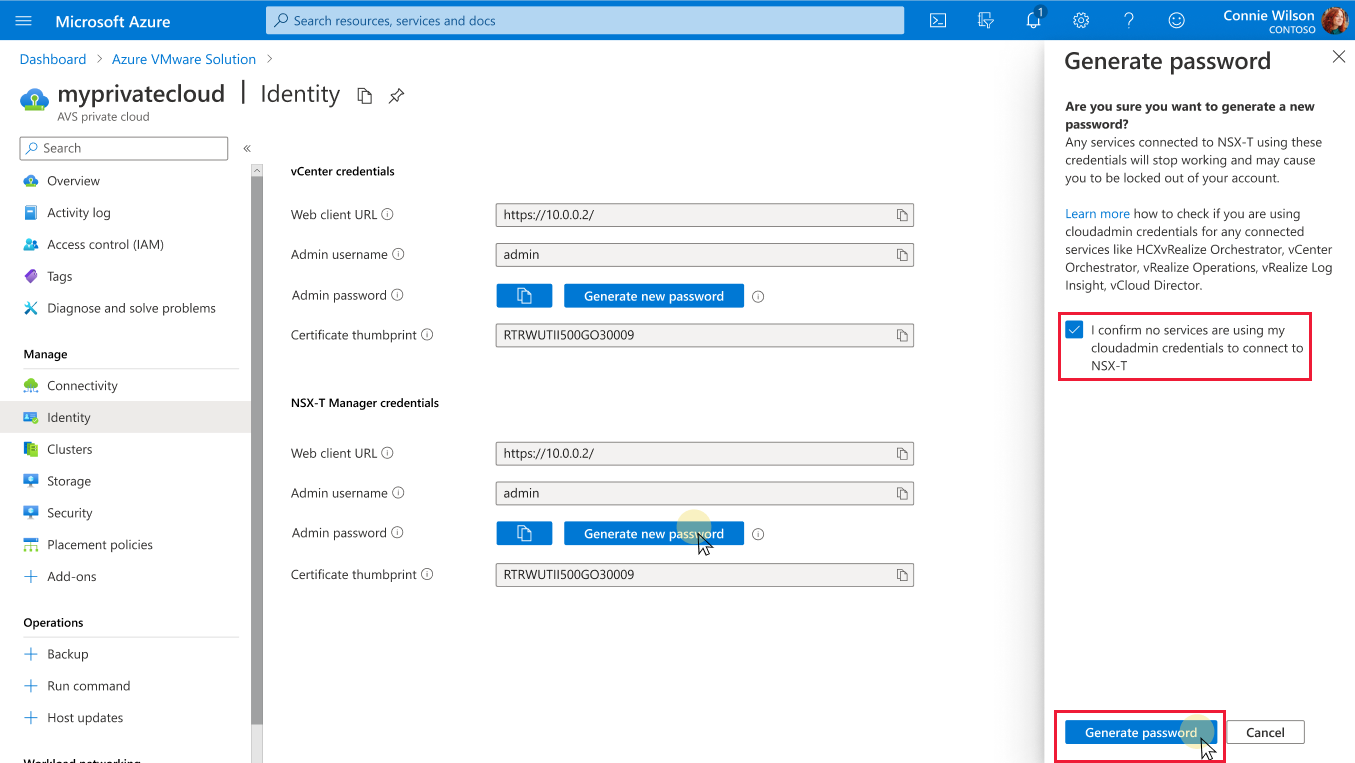 Microsoft Azure
Search resources, services and docs
1
Connie Wilson
CONTOSO
Dashboard > Azure VMware Solution >
myprivatecloud | Identity
AVS private cloud
Search
«
Overview
Activity log
Access control (IAM)
Tags
Diagnose and solve problems
Manage
Connectivity
Identity
Clusters
Storage
Security
Placement policies
Add-ons
Operations
Backup
Run command
Host updates
Workload networking
vCenter credentials
Web client URL
https://10.0.0.2/
Admin username
admin
Admin password
Generate new password
Certificate thumbprint
RTRWUTII500GO30009
NSX-T Manager credentials
Web client URL
https://10.0.0.2/
Admin username
admin
Admin password
Generate new password
Certificate thumbprint
RTRWUTII500GO30009
Generate password
Are you sure you want to generate a new
password?
Any services connected to NSX-T using these
credentials will stop working and may cause
you to be locked out of your account.
Learn more how to check if you are using
cloudadmin credentials for any connected
services like HCXvRealize Orchestrator, vCenter
Orchestrator, vRealize Operations, vRealize Log
Insight, vCloud Director.
I confirm no services are using my
cloudadmin credentials to connect to
NSX-T
Generate password
Cancel